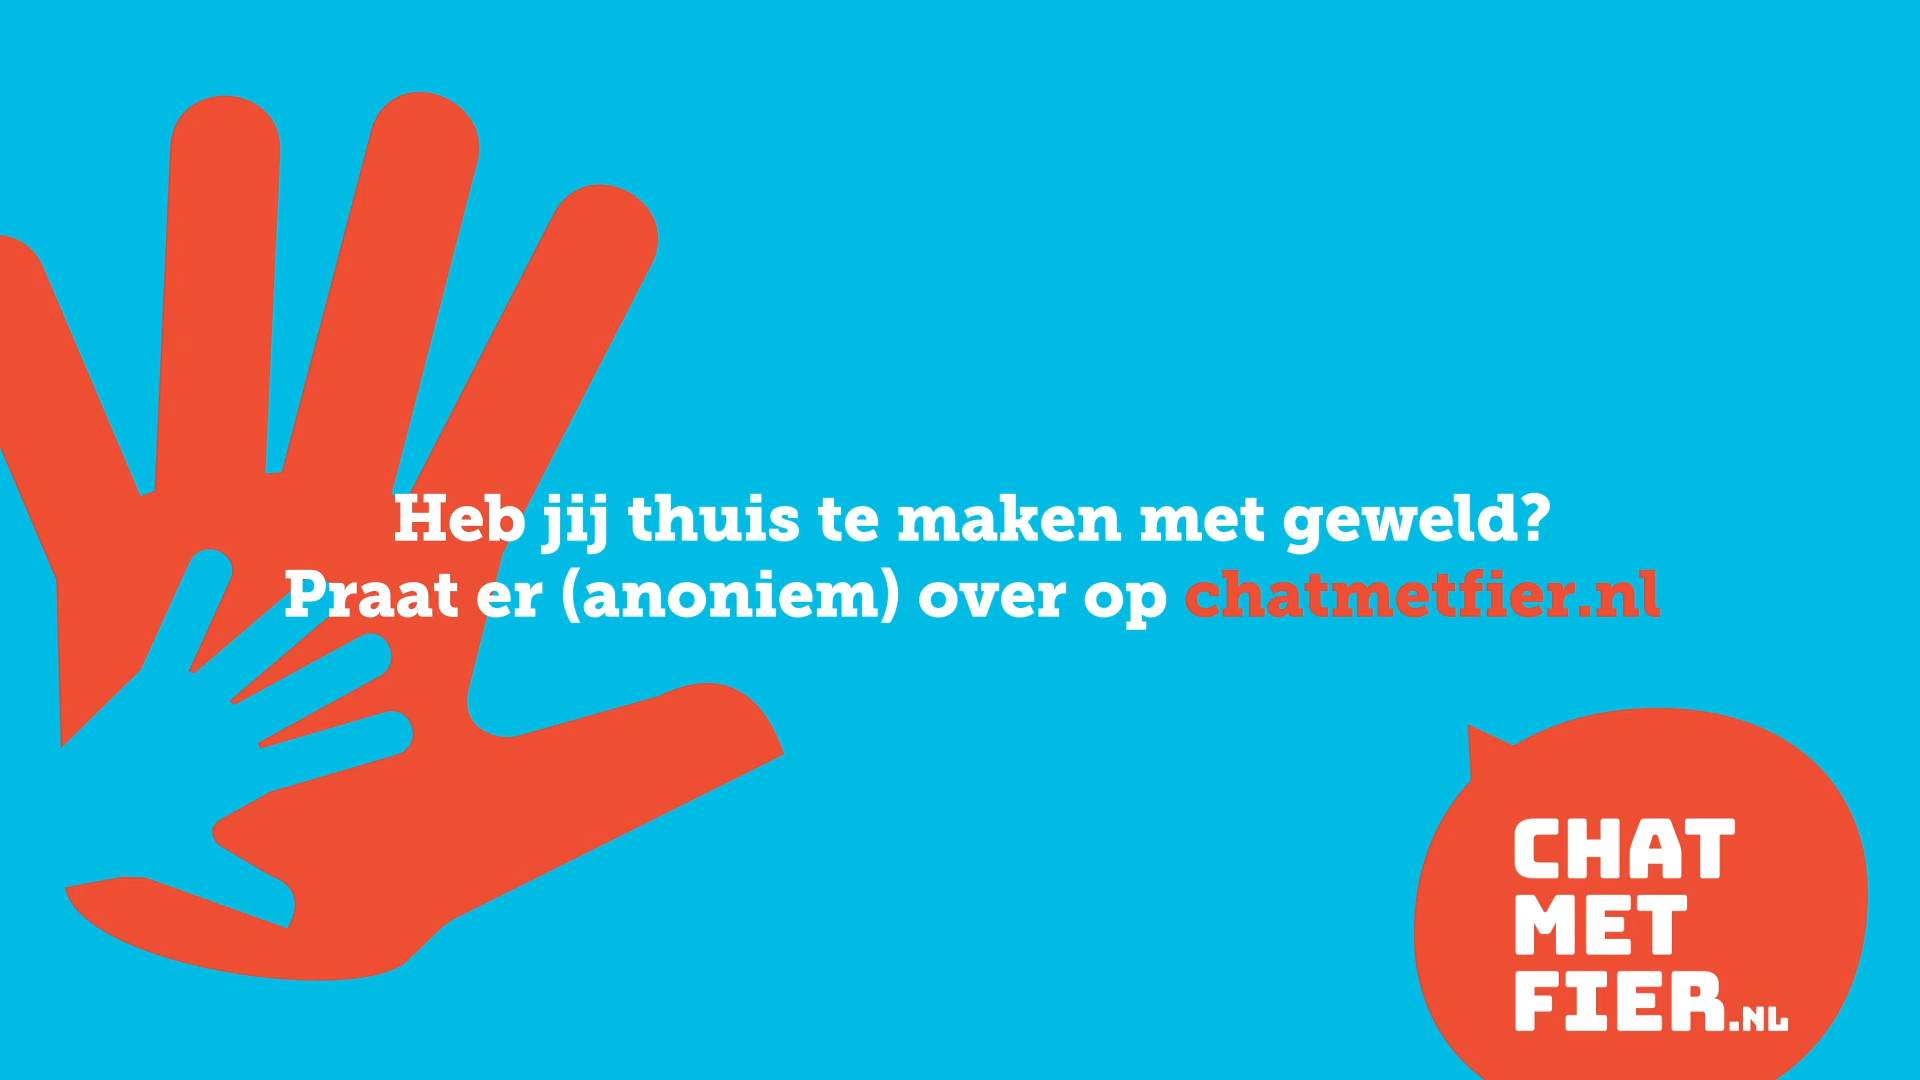 Heb jij thuis te maken met geweld?
Praat er (anoniem) over op chatmetfier.nl
CHAT
MET
FIER.NL